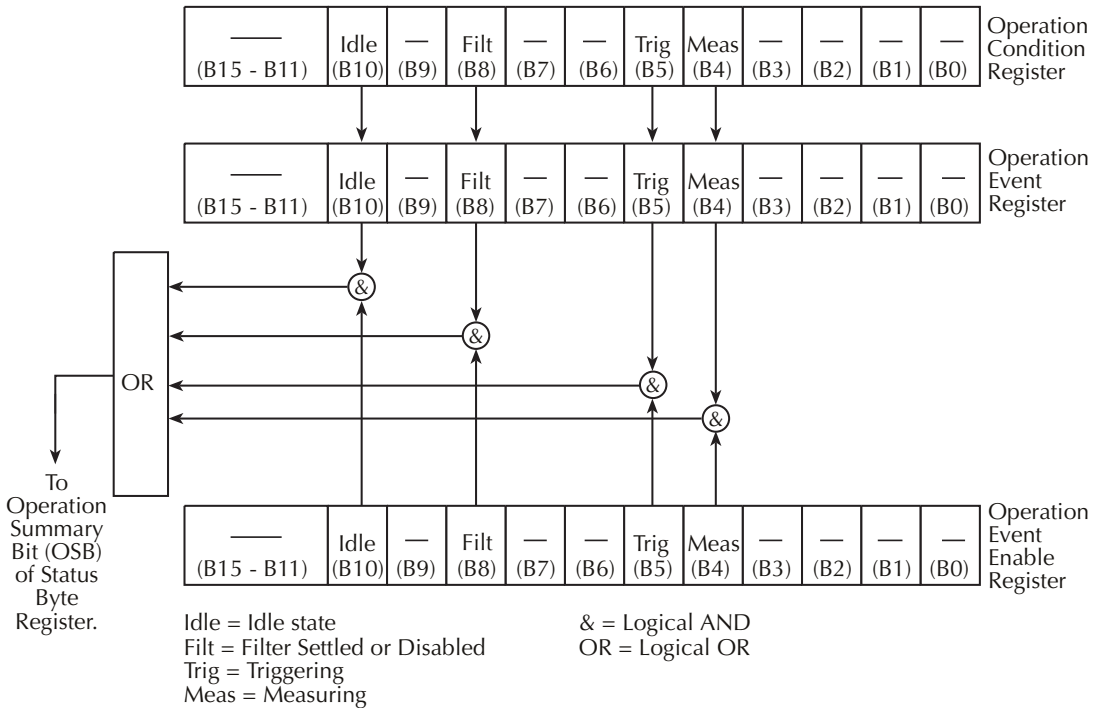 Idle Filt Trig Meas
(B15 - B11) (B10) (B9) (B8) (B7) (B6) (B5) (B4) (B3) (B2) (B1) (B0)
Operation
Condition
Register
Idle Filt Trig Meas
(B15 - B11) (B10) (B9) (B8) (B7) (B6) (B5) (B4) (B3) (B2) (B1) (B0)
Operation
Event
Register
&
&
&
&
OR
To
Operation
Summary
Bit (OSB)
of Status
Byte
Register.
Idle Filt Trig Meas
(B15 - B11) (B10) (B9) (B8) (B7) (B6) (B5) (B4) (B3) (B2) (B1) (B0)
Operation
Event
Enable
Register
Idle = Idle state
Filt = Filter Settled or Disabled
Trig = Triggering
Meas = Measuring
& = Logical AND
OR = Logical OR